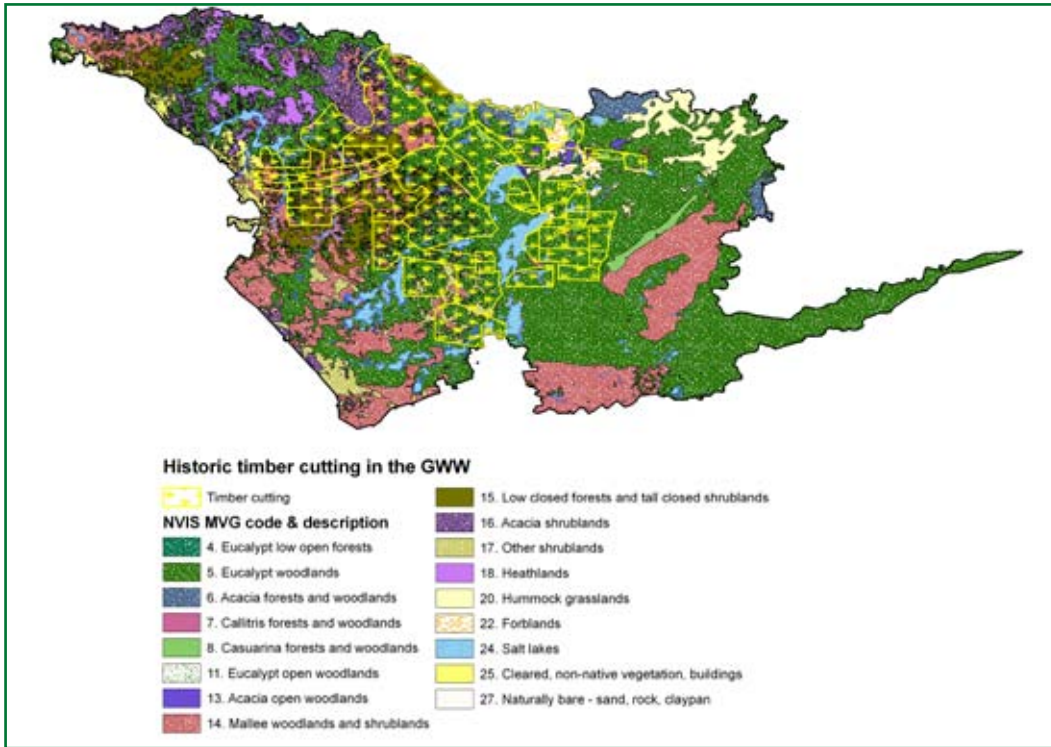 Historic timber cutting in the GWW
Timber cutting
NVIS MVG code & description
4. Eucalypt low open forests
5. Eucalypt woodlands
6. Acacia forests and woodlands
7. Callitris forests and woodlands
8. Casuarina forests and woodlands
11. Eucalypt open woodlands
13. Acacia open woodlands
14. Mallee woodlands and shrublands
15. Low closed forests and tall closed shrublands
16. Acacia shrublands
17. Other shrublands
18. Heathlands
20. Hummock grasslands
22. Forblands
24. Salt lakes
25. Cleared, non-native vegetation, buildings
27. Naturally bare - sand, rock, claypan